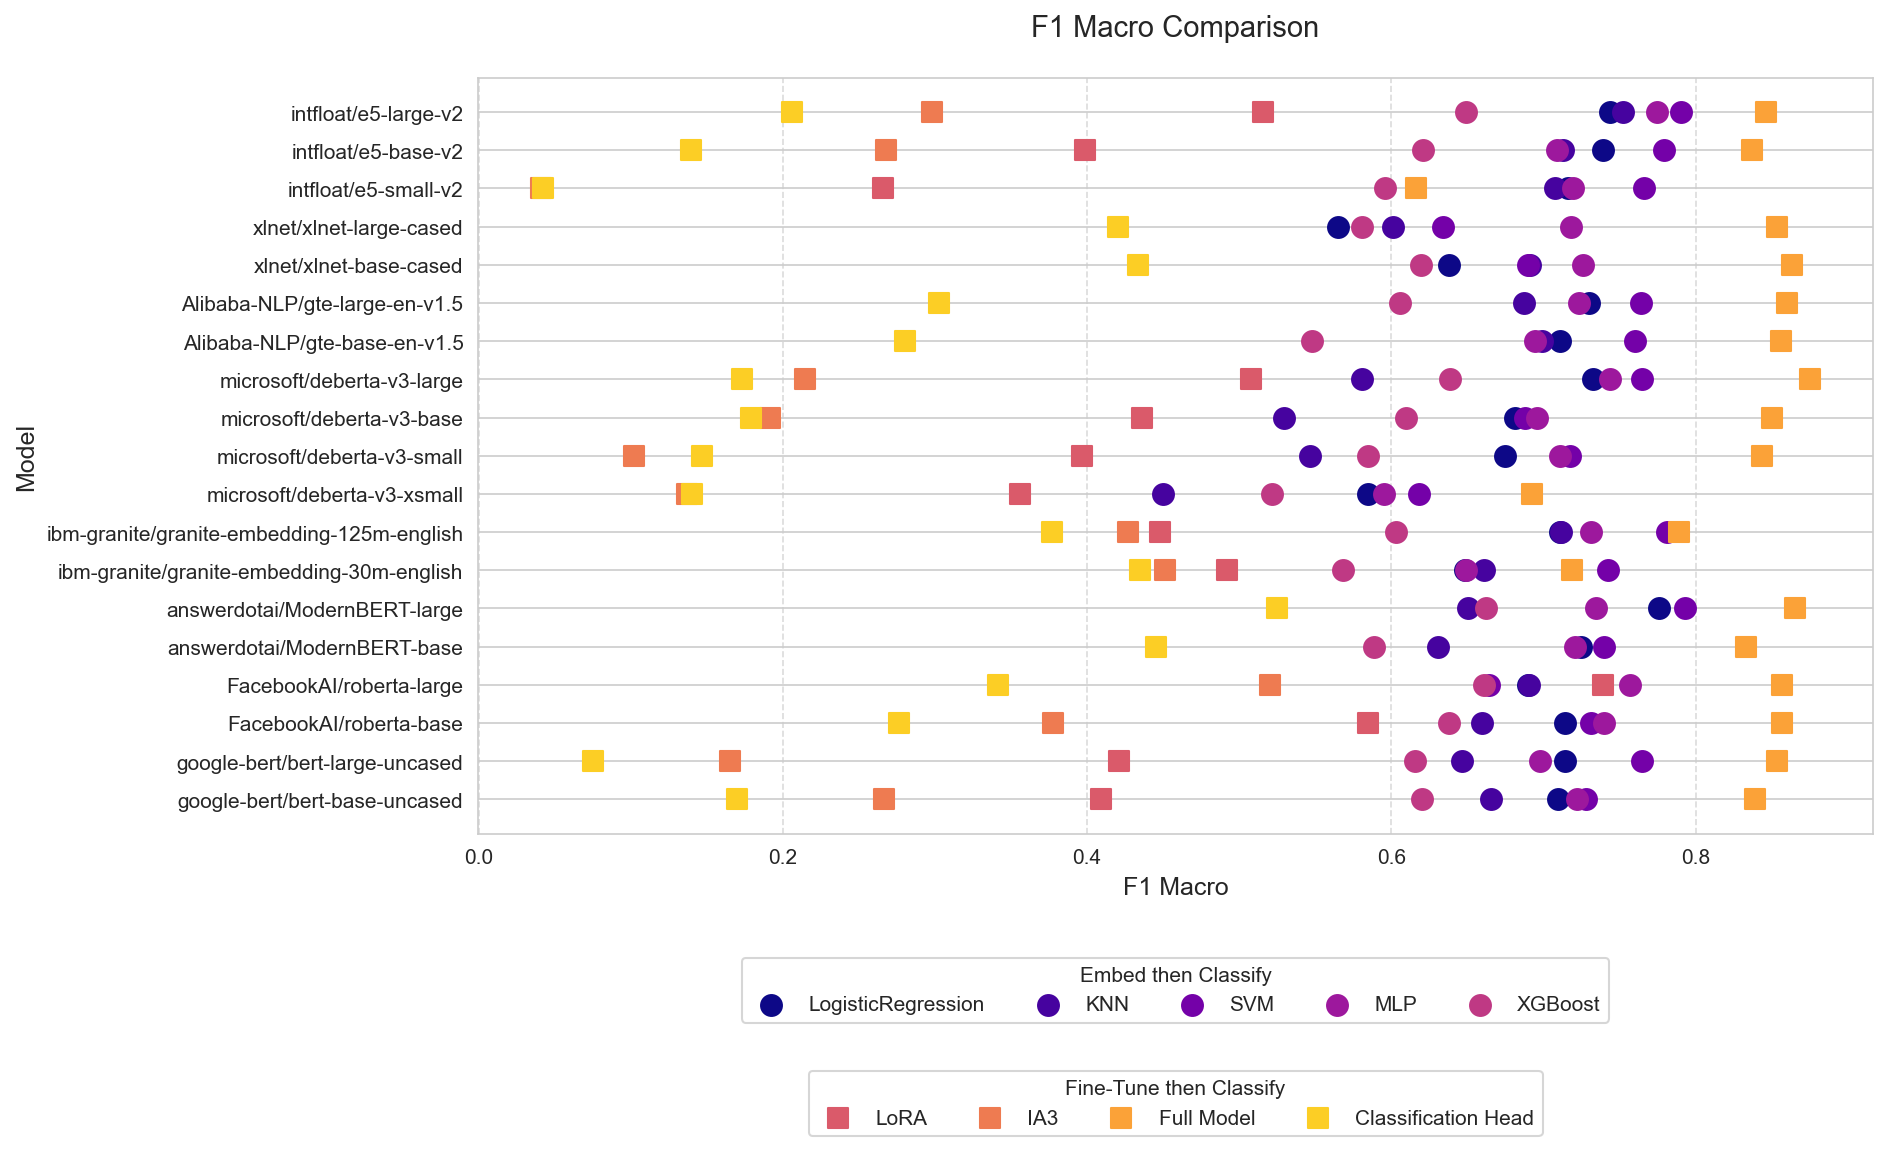 F1 Macro Comparison
Model
intfloat/e5-large-v2
intfloat/e5-base-v2
intfloat/e5-small-v2
xlnet/xlnet-large-cased
xlnet/xlnet-base-cased
Alibaba-NLP/gte-large-en-v1.5
Alibaba-NLP/gte-base-en-v1.5
microsoft/deberta-v3-large
microsoft/deberta-v3-base
microsoft/deberta-v3-small
microsoft/deberta-v3-xsmall
ibm-granite/granite-embedding-125m-english
ibm-granite/granite-embedding-30m-english
answerdotai/ModernBERT-large
answerdotai/ModernBERT-base
FacebookAI/roberta-large
FacebookAI/roberta-base
google-bert/bert-large-uncased
google-bert/bert-base-uncased
0.0 0.2 0.4 0.6 0.8
F1 Macro
Embed then Classify
LogisticRegression KNN SVM MLP XGBoost
Fine-Tune then Classify
LoRA IA3 Full Model Classification Head